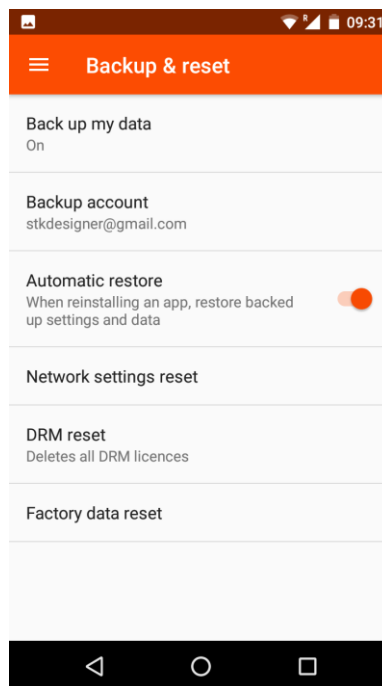 R 09:31
Backup & reset
Back up my data
On
Backup account
stkdesigner@gmail.com
Automatic restore
When reinstalling an app, restore backed
up settings and data
Network settings reset
DRM reset
Deletes all DRM licences
Factory data reset